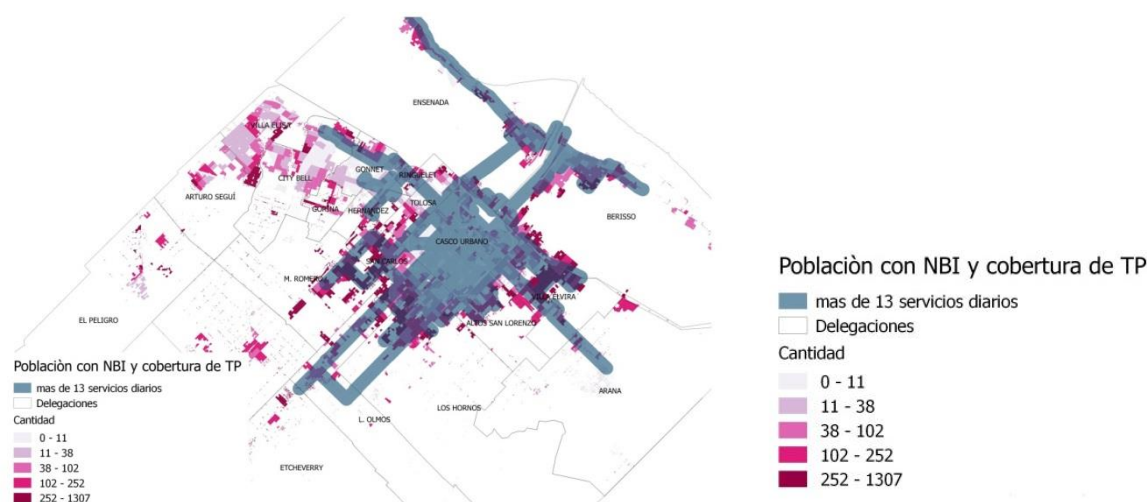 ENSENADA
VILLA ELISA
GONNET
RINGUELET
CITY BELL
ARTURO SEGUÍ
GORINA
HERNANDEZ
TOLOSA
BERISSO
CASCO URBANO
SAN CARLOS
M. ROMERO
VILLA ELVIRA
EL PELIGRO
ALTOS SAN LORENZO
ARANA
LOS HORNOS
L. OLMOS
ETCHEVERRY
Poblaciòn con NBI y cobertura de TP
mas de 13 servicios diarios
Delegaciones
Cantidad
0 - 11
11 - 38
38 - 102
102 - 252
252 - 1307
Poblaciòn con NBI y cobertura de TP
mas de 13 servicios diarios
Delegaciones
Cantidad
0 - 11
11 - 38
38 - 102
102 - 252
252 - 1307